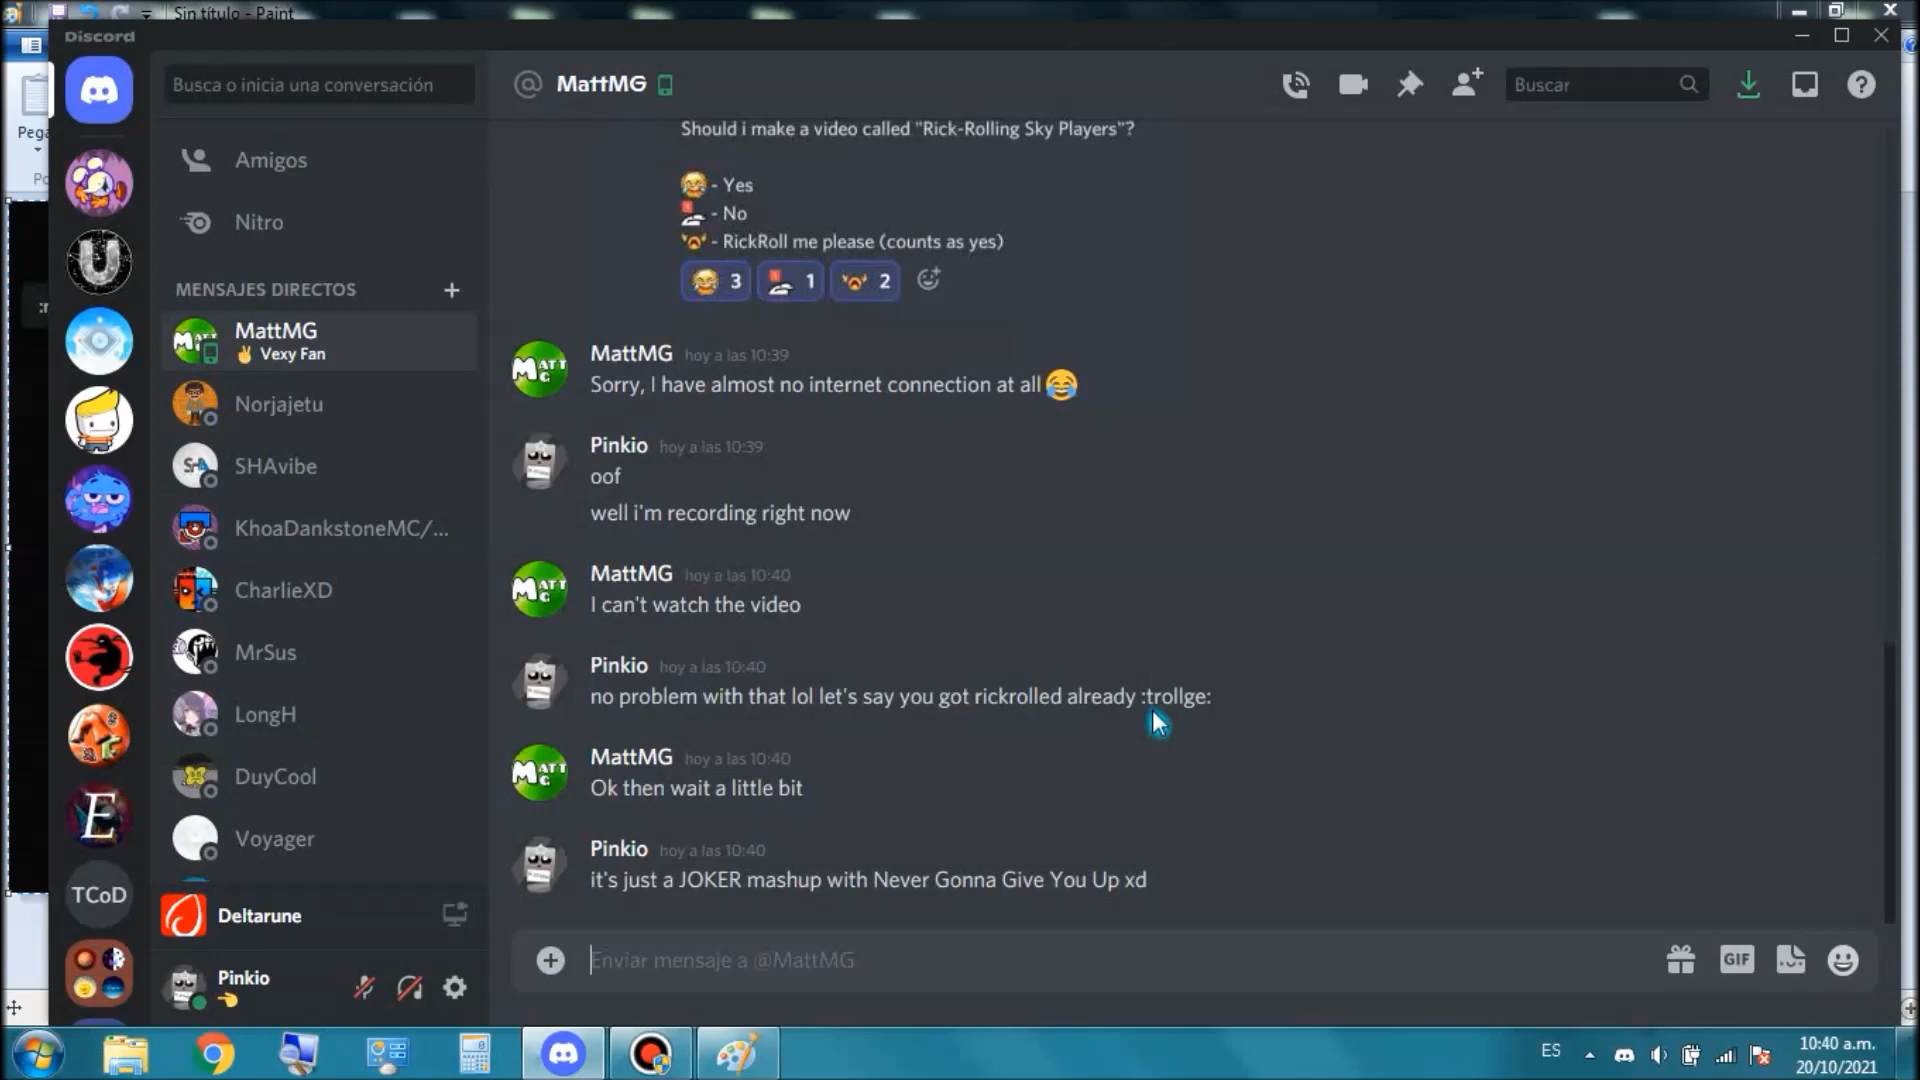 Sin título - Paint
Discord
Busca o inicia una conversación
MattMG
Buscar
Pega
Amigos
Nitro
MENSAJES DIRECTOS
MattMG
Vexy Fan
Norjajetu
SHAvibe
KhoaDankstoneMC/...
CharlieXD
MrSus
LongH
DuyCool
Voyager
U
E
TCoD
Deltarune
Pinkio
Should i make a video called "Rick-Rolling Sky Players"?
- Yes
- No
- RickRoll me please (counts as yes)
3 1 2
MattMG hoy a las 10:39
Sorry, I have almost no internet connection at all 😂
Pinkio hoy a las 10:39
oof
well i'm recording right now
MattMG hoy a las 10:40
I can't watch the video
Pinkio hoy a las 10:40
no problem with that lol let's say you got rickrolled already :trollge:
MattMG hoy a las 10:40
Ok then wait a little bit
Pinkio hoy a las 10:40
it's just a JOKER mashup with Never Gonna Give You Up xd
Enviar mensaje a @MattMG
GIF
ES
10:40 a.m.
20/10/2021